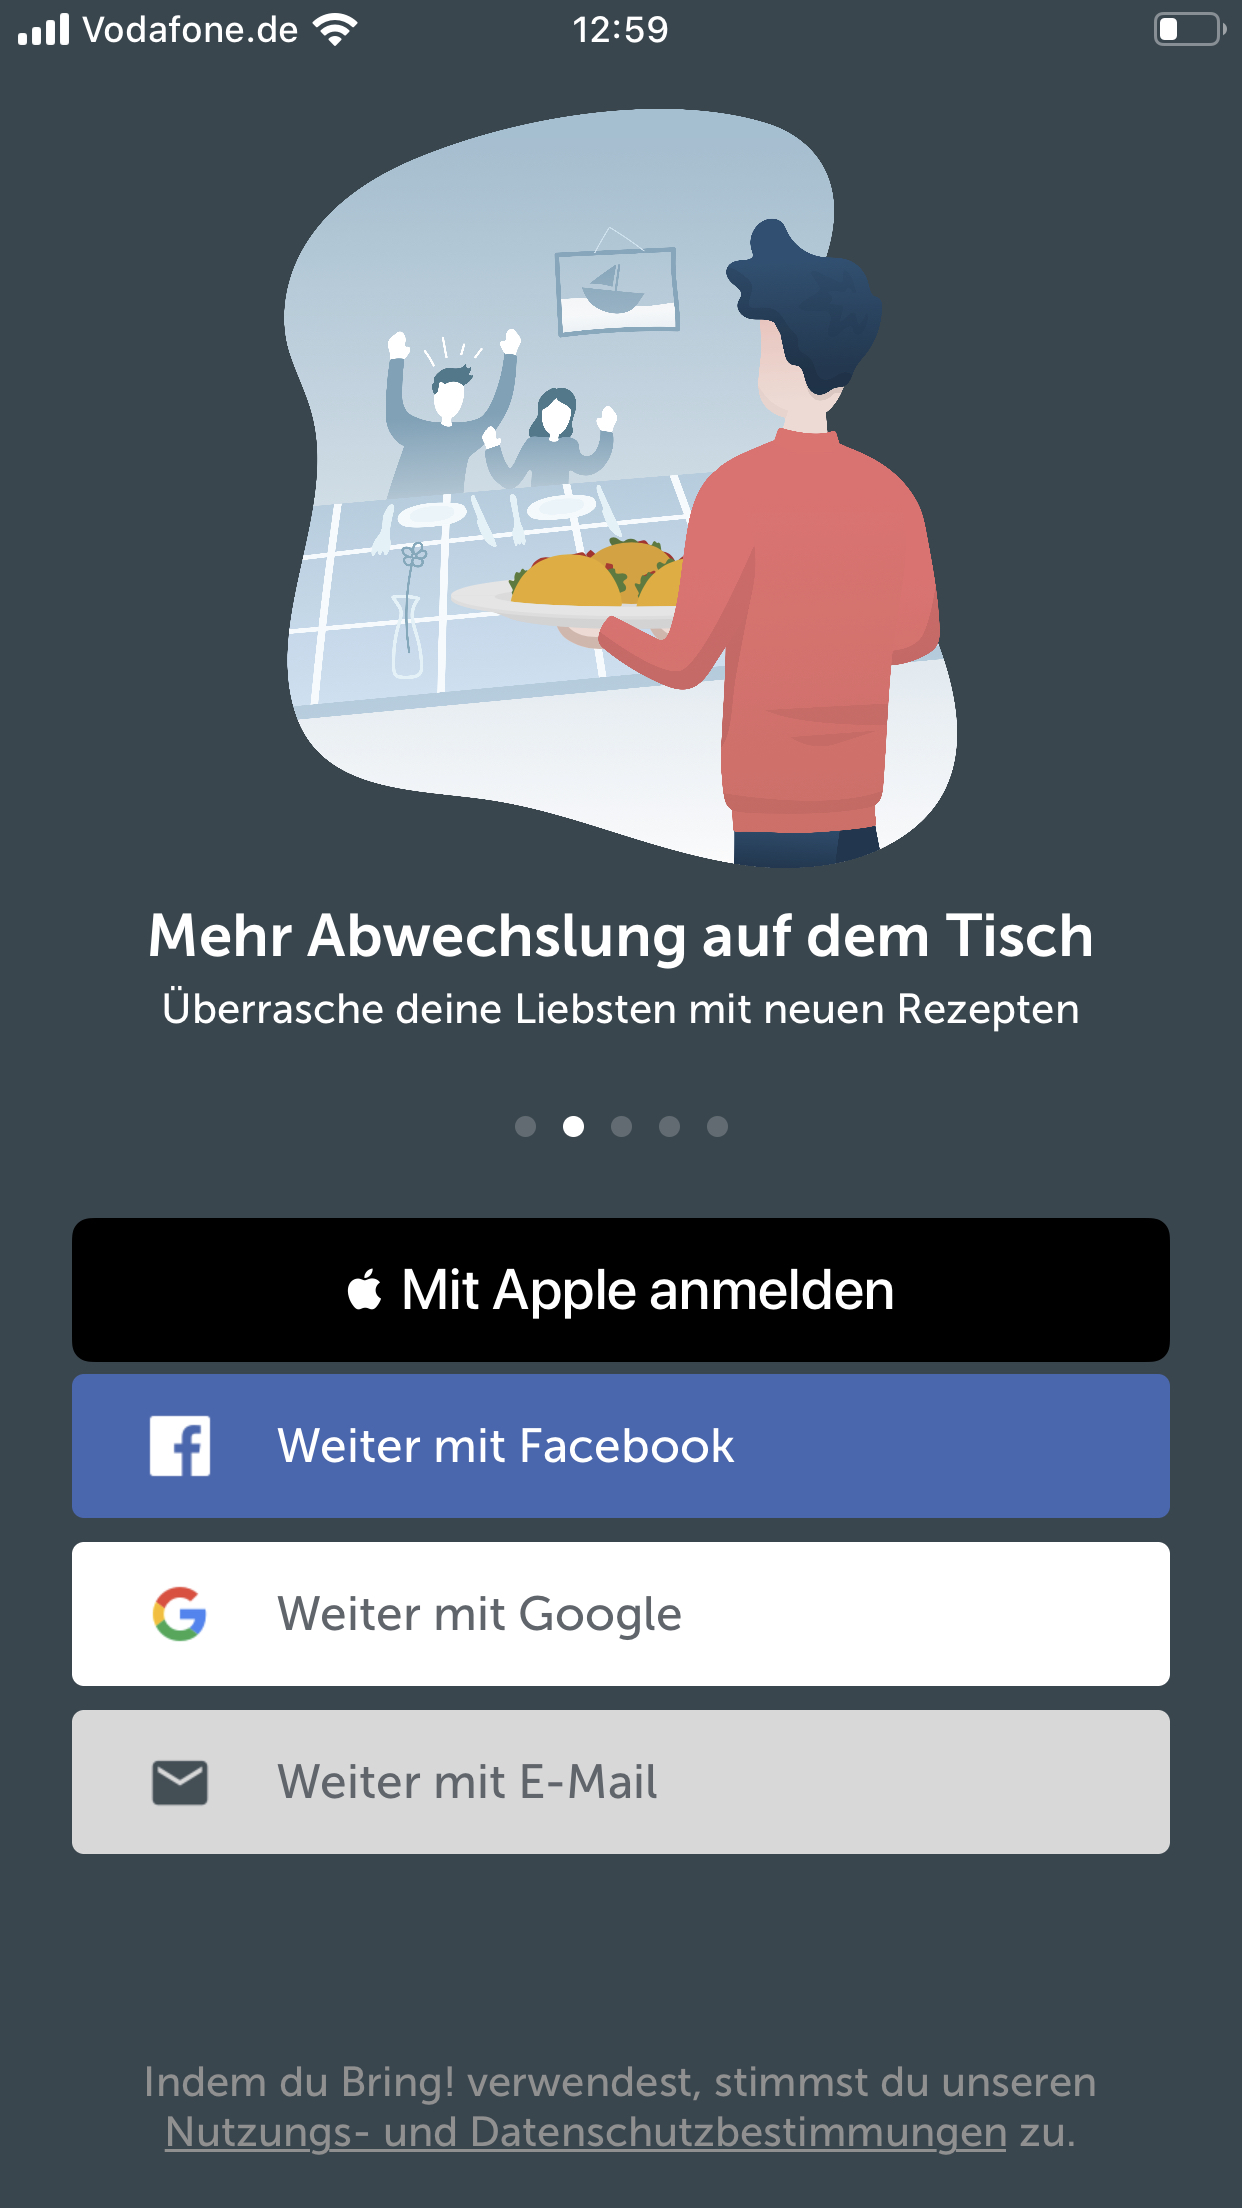 Vodafone.de
12:59
Mehr Abwechslung auf dem Tisch
Überrasche deine Liebsten mit neuen Rezepten
Mit Apple anmelden
Weiter mit Facebook
Weiter mit Google
Weiter mit E-Mail
Indem du Bring! verwendest, stimmst du unseren
Nutzungs- und Datenschutzbestimmungen zu.